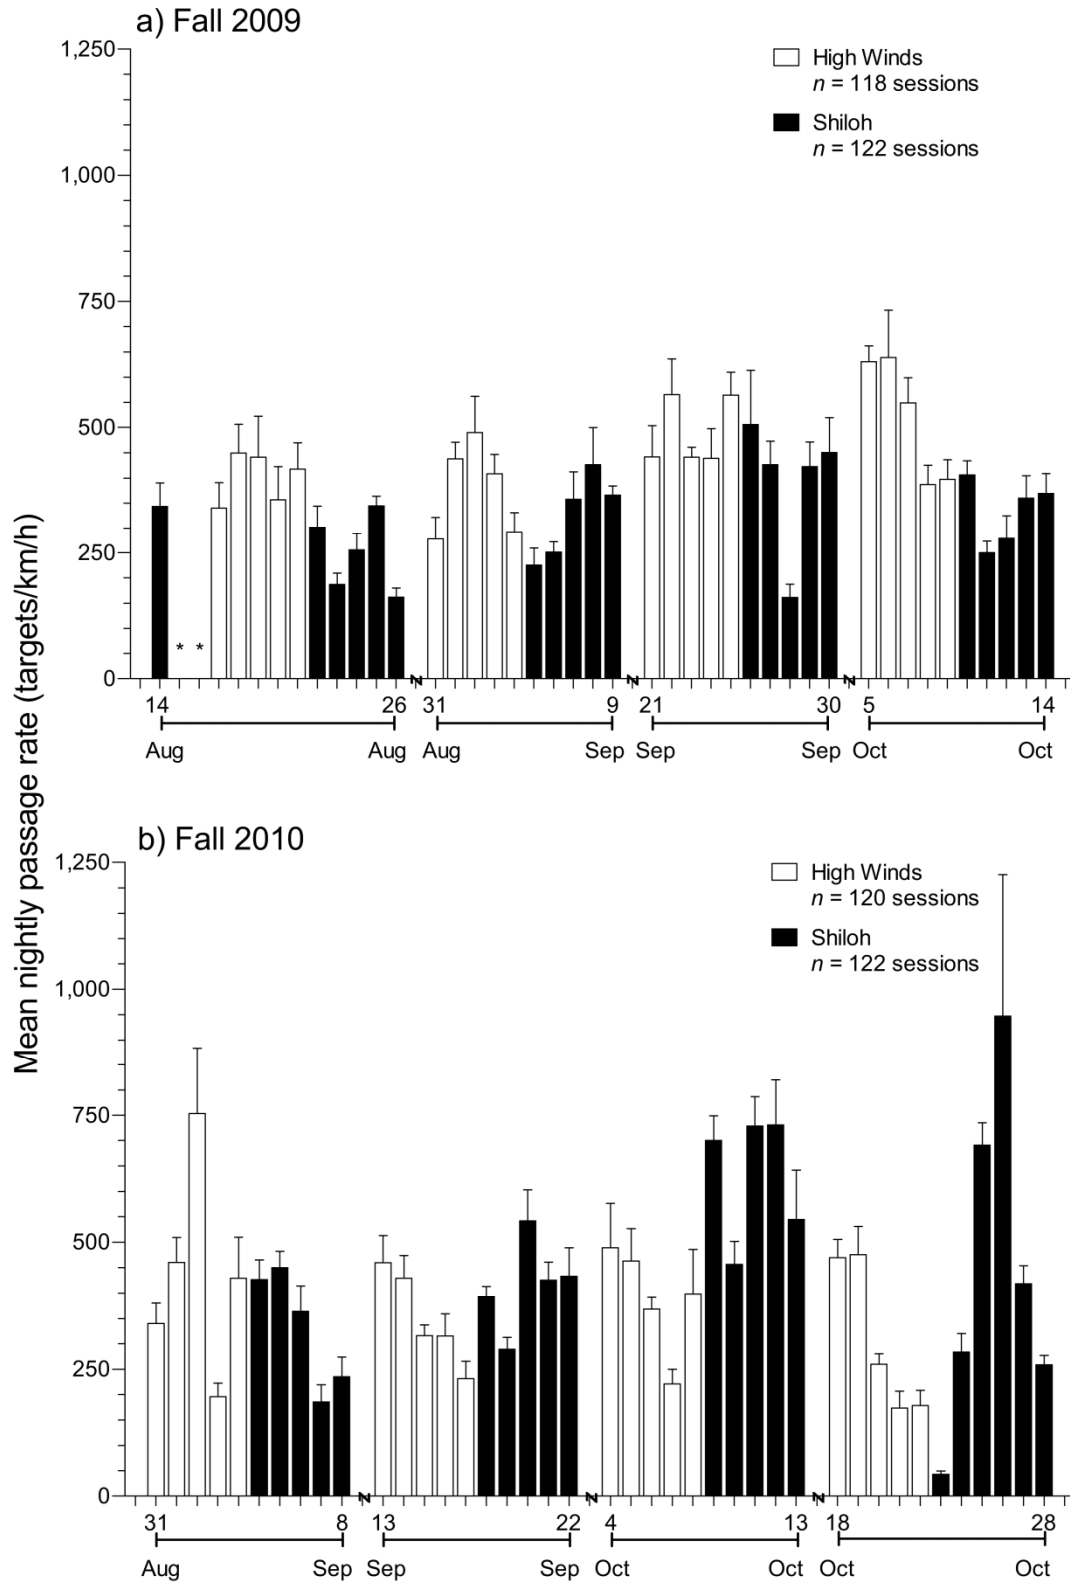 a) Fall 2009
Mean nightly passage rate (targets/km/h)
1,250
1,000
750
500
250
0
High Winds
n = 118 sessions
Shiloh
n = 122 sessions
* *
14 26 31 9 21 30 5 14
Aug Aug Aug Sep Sep Sep Oct Oct
b) Fall 2010
1,250
1,000
750
500
250
0
High Winds
n = 120 sessions
Shiloh
n = 122 sessions
31 8 13 22 4 13 18 28
Aug Sep Sep Sep Oct Oct Oct Oct